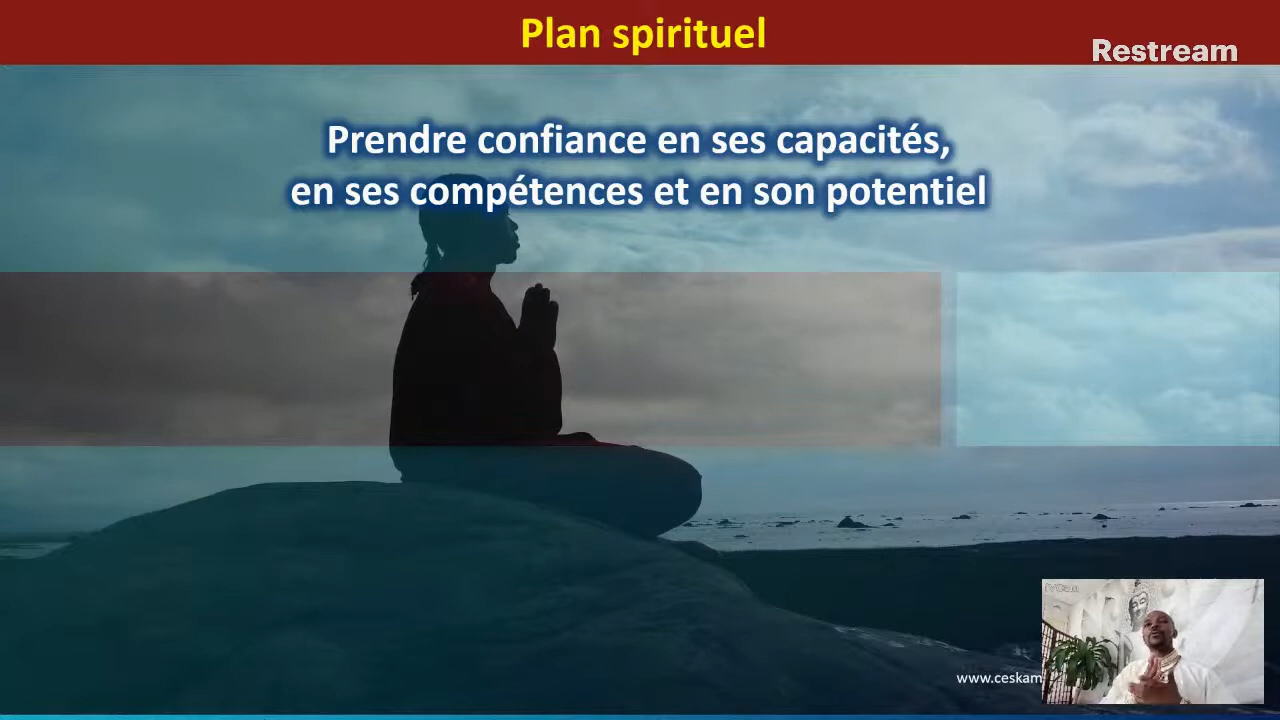 Plan spirituel
Restream
Prendre confiance en ses capacités,
en ses compétences et en son potentiel
www.ceskam